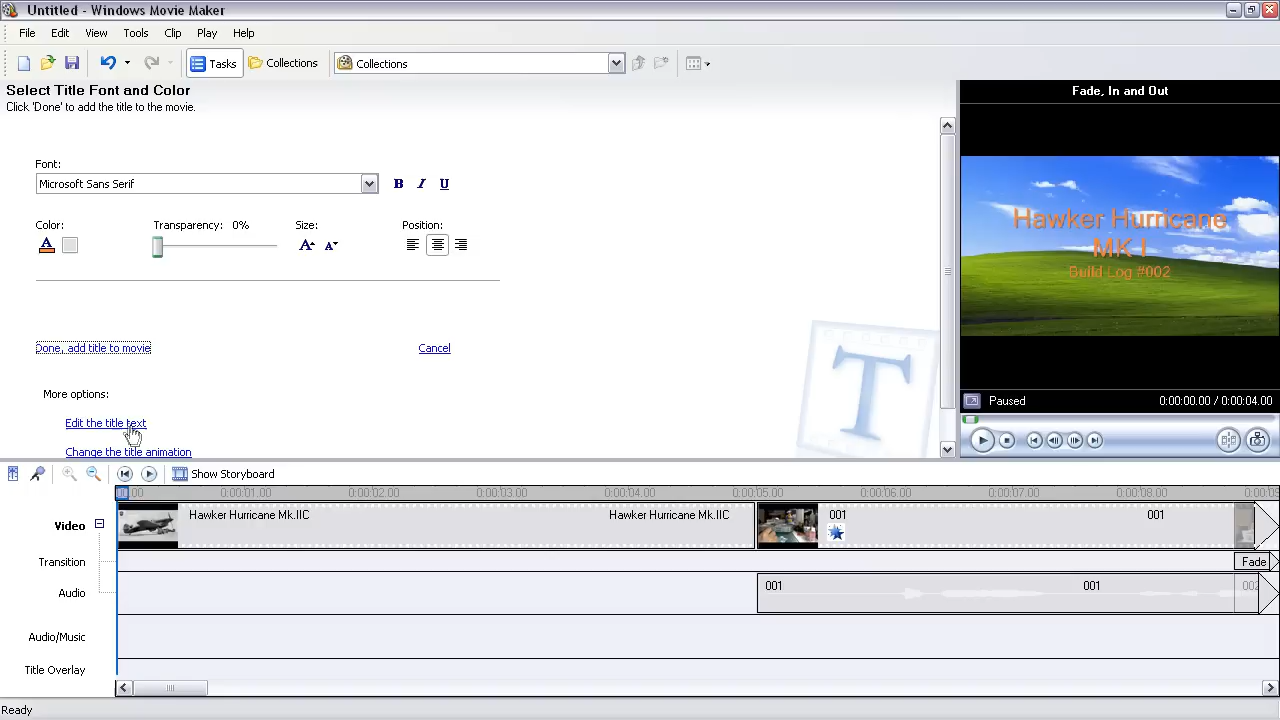 Untitled - Windows Movie Maker
File Edit View Tools Clip Play Help
Tasks Collections Collections
Select Title Font and Color
Click 'Done' to add the title to the movie.
Font:
Microsoft Sans Serif
B I U
Color: Transparency: 0% Size: Position:
A A A
Done, add title to movie Cancel
More options:
Edit the title text
Change the title animation
T
Fade, In and Out
Hawker Hurricane
MK I
Build Log #002
Paused 0:00:00.00 / 0:00:04.00
Show Storyboard
0:00:01.00 0:00:02.00 0:00:03.00 0:00:04.00 0:00:05.00 0:00:06.00 0:00:07.00 0:00:08.00
Video Hawker Hurricane Mk.IIC Hawker Hurricane Mk.IIC 001 001
Transition Fade
Audio 001 001 002
Audio/Music
Title Overlay
Ready